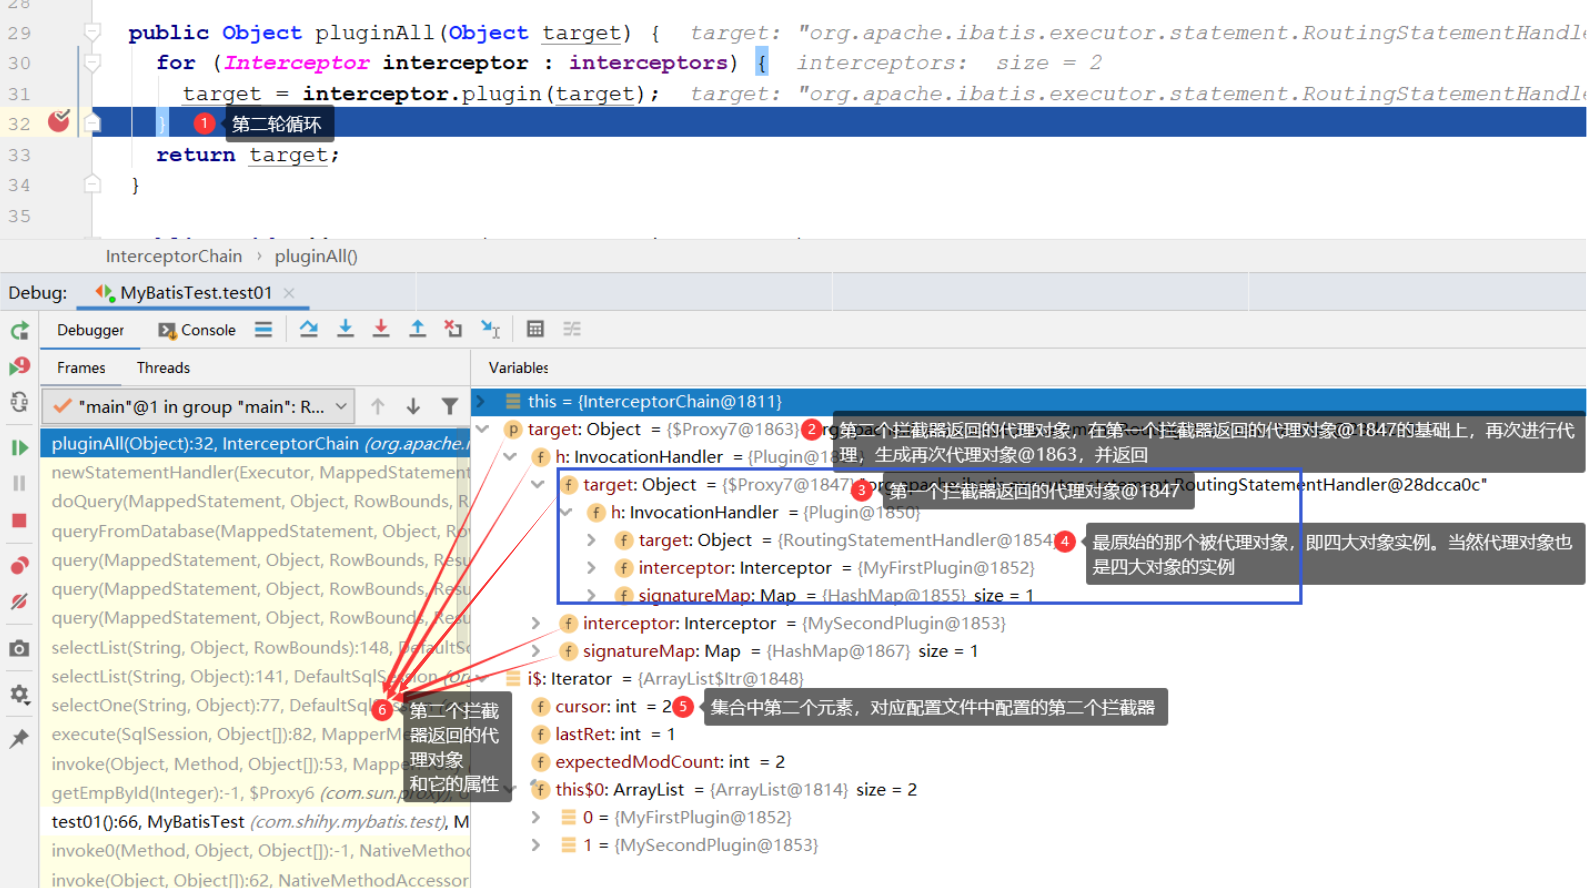 28
29 public Object pluginAll(Object target) { target: "org.apache.ibatis.executor.statement.RoutingStatementHandle
30 for (Interceptor interceptor : interceptors) { interceptors: size = 2
31 target = interceptor.plugin(target); target: "org.apache.ibatis.executor.statement.RoutingStatementHandle
32 } 1 第二轮循环
33 return target;
34 }
35
InterceptorChain › pluginAll()
Debug: MyBatisTest.test01
Debugger Console
Frames Threads
Variables
"main"@1 in group "main": R...
pluginAll(Object):32, InterceptorChain (org.apache.i
newStatementHandler(Executor, MappedStatement
doQuery(MappedStatement, Object, RowBounds, R
queryFromDatabase(MappedStatement, Object, Ro
query(MappedStatement, Object, RowBounds, Resu
query(MappedStatement, Object, RowBounds, Resu
query(MappedStatement, Object, RowBounds, Resu
selectList(String, Object, RowBounds):148, DefaultSq
selectList(String, Object):141, DefaultSqlSession (org
selectOne(String, Object):77, DefaultSql
execute(SqlSession, Object[]):82, MapperMe
invoke(Object, Method, Object[]):53, Mapper
getEmpById(Integer):-1, $Proxy6 (com.sun.proxy),
test01():66, MyBatisTest (com.shihy.mybatis.test), M
invoke0(Method, Object, Object[]):-1, NativeMethod
invoke(Object, Object[]):62, NativeMethodAccessor
6 第二个拦截
器返回的代
理对象
和它的属性
this = {InterceptorChain@1811}
target: Object = {$Proxy7@1863}
2 第二个拦截器返回的代理对象，在第一个拦截器返回的代理对象@1847的基础上，再次进行代
理，生成再次代理对象@1863，并返回
h: InvocationHandler = {Plugin@
target: Object = {$Proxy7@1847} "org.apache.ibatis.executor.statement.RoutingStatementHandler@28dcca0c"
3 第一个拦截器返回的代理对象@1847
h: InvocationHandler = {Plugin@1850}
target: Object = {RoutingStatementHandler@1854}
4 最原始的那个被代理对象，即四大对象实例。当然代理对象也
是四大对象的实例
interceptor: Interceptor = {MyFirstPlugin@1852}
signatureMap: Map = {HashMap@1855} size = 1
interceptor: Interceptor = {MySecondPlugin@1853}
signatureMap: Map = {HashMap@1867} size = 1
i$: Iterator = {ArrayList$Itr@1848}
cursor: int = 2 5 集合中第二个元素，对应配置文件中配置的第二个拦截器
lastRet: int = 1
expectedModCount: int = 2
this$0: ArrayList = {ArrayList@1814} size = 2
0 = {MyFirstPlugin@1852}
1 = {MySecondPlugin@1853}